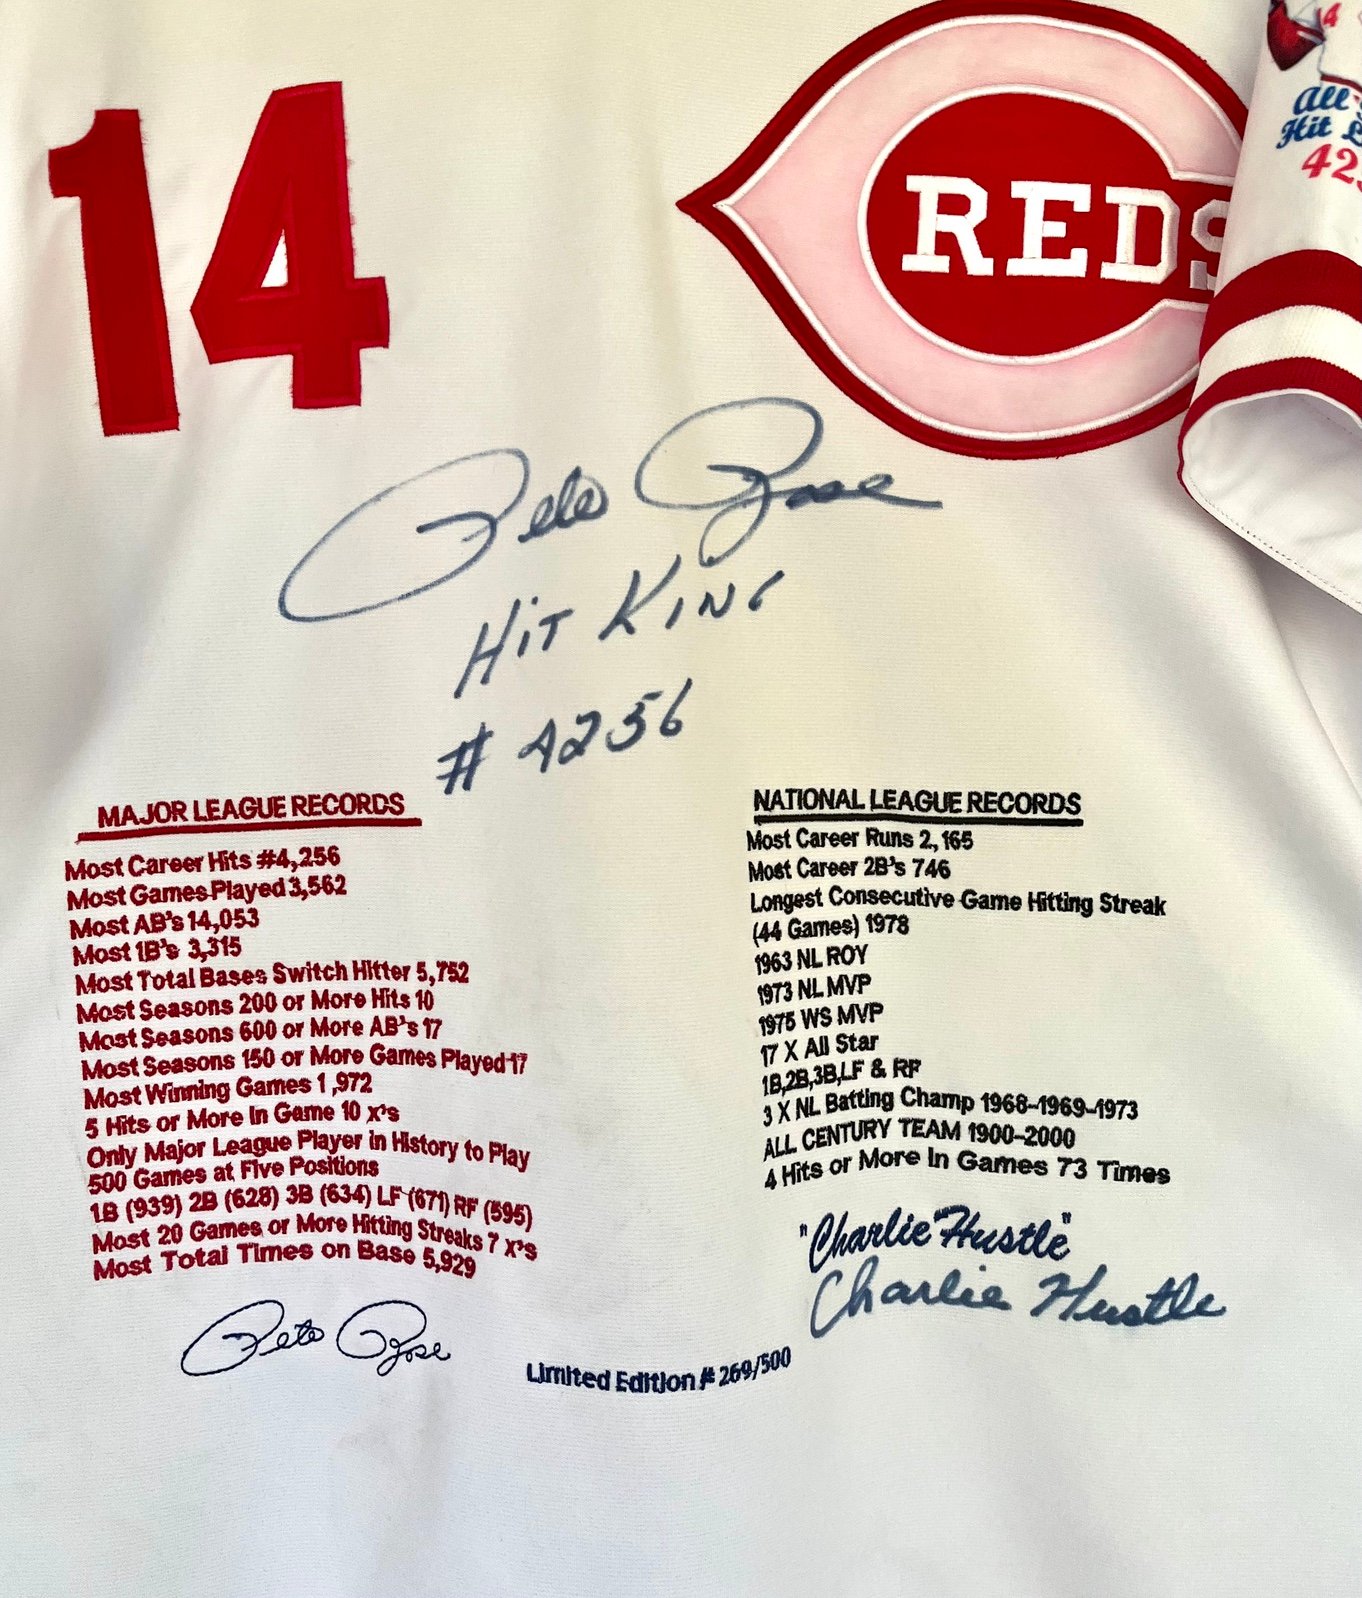 14
REDS
All
Hit
Pete Rose
Hit King
# 4256
MAJOR LEAGUE RECORDS
Most Career Hits #4,256
Most Games Played 3,562
Most AB's 14,053
Most 1B's 3,315
Most Total Bases Switch Hitter 5,752
Most Seasons 200 or More Hits 10
Most Seasons 600 or More AB's 17
Most Seasons 150 or More Games Played 17
Most Winning Games 1,972
5 Hits or More in Game 10 x's
Only Major League Player in History to Play
500 Games at Five Positions
1B (939) 2B (628) 3B (634) LF (671) RF (595)
Most 20 Games or More Hitting Streaks 7 x's
Most Total Times on Base 5,929
Pete Rose
NATIONAL LEAGUE RECORDS
Most Career Runs 2,165
Most Career 2B's 746
Longest Consecutive Game Hitting Streak
(44 Games) 1978
1963 NL ROY
1973 NL MVP
1975 WS MVP
17 X All Star
1B,2B,3B,LF & RF
3 X NL Batting Champ 1968-1969-1973
ALL CENTURY TEAM 1900-2000
4 Hits or More In Games 73 Times
"Charlie""Hustle"
Charlie Hustle
Limited Edition # 269/500